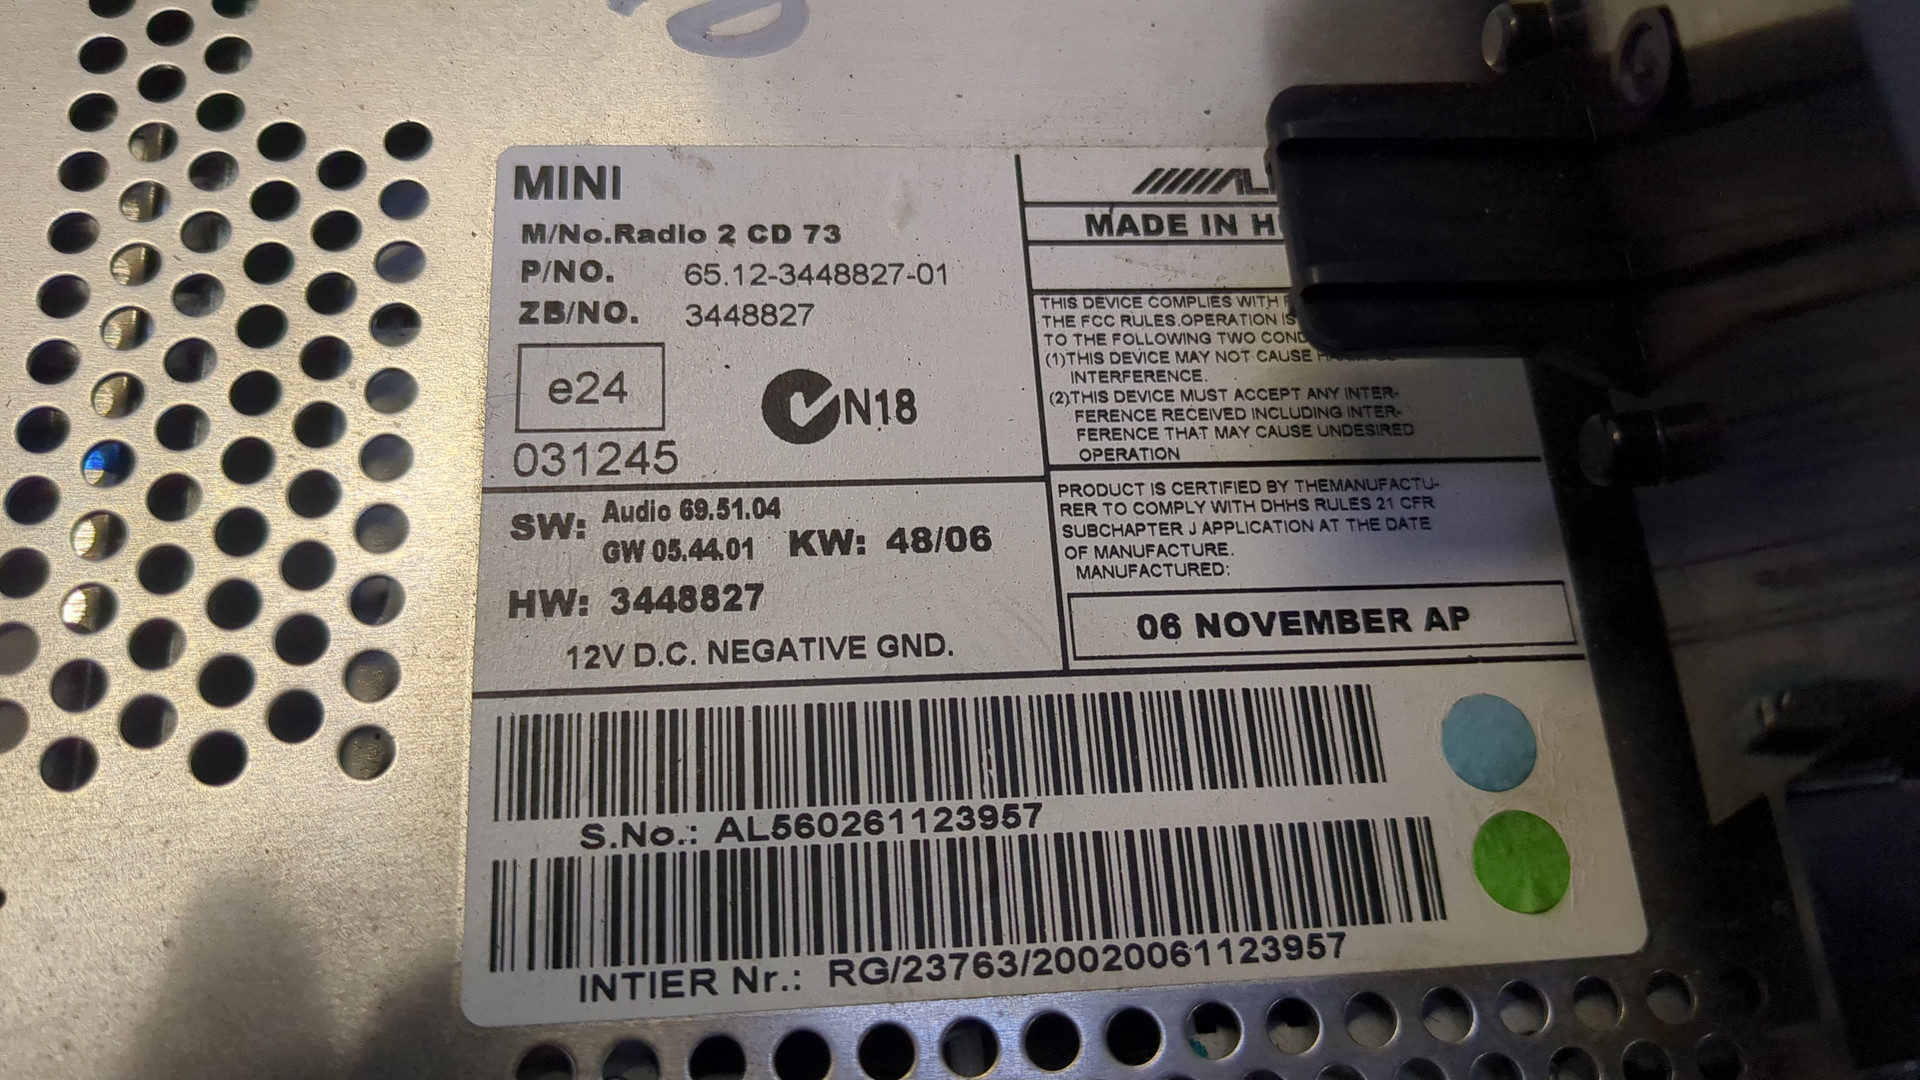 MINI
M/No.Radio 2 CD 73
P/NO. 65.12-3448827-01
ZB/NO. 3448827
e24
N18
031245
SW: Audio 69.51.04
GW 05.44.01
KW: 48/06
HW: 3448827
12V D.C. NEGATIVE GND.
MADE IN
THIS DEVICE COMPLIES WITH
THE FCC RULES.OPERATION IS
TO THE FOLLOWING TWO
(1)THIS DEVICE MAY NOT CAUSE
INTERFERENCE.
(2)THIS DEVICE MUST ACCEPT ANY INTER-
FERENCE RECEIVED INCLUDING INTER-
FERENCE THAT MAY CAUSE UNDESIRED
OPERATION
PRODUCT IS CERTIFIED BY THEMANUFACTU-
RER TO COMPLY WITH DHHS RULES 21 CFR
SUBCHAPTER J APPLICATION AT THE DATE
OF MANUFACTURE.
MANUFACTURED:
06 NOVEMBER AP
S.No.: AL560261123957
INTIER Nr.: RG/23763/20020061123957